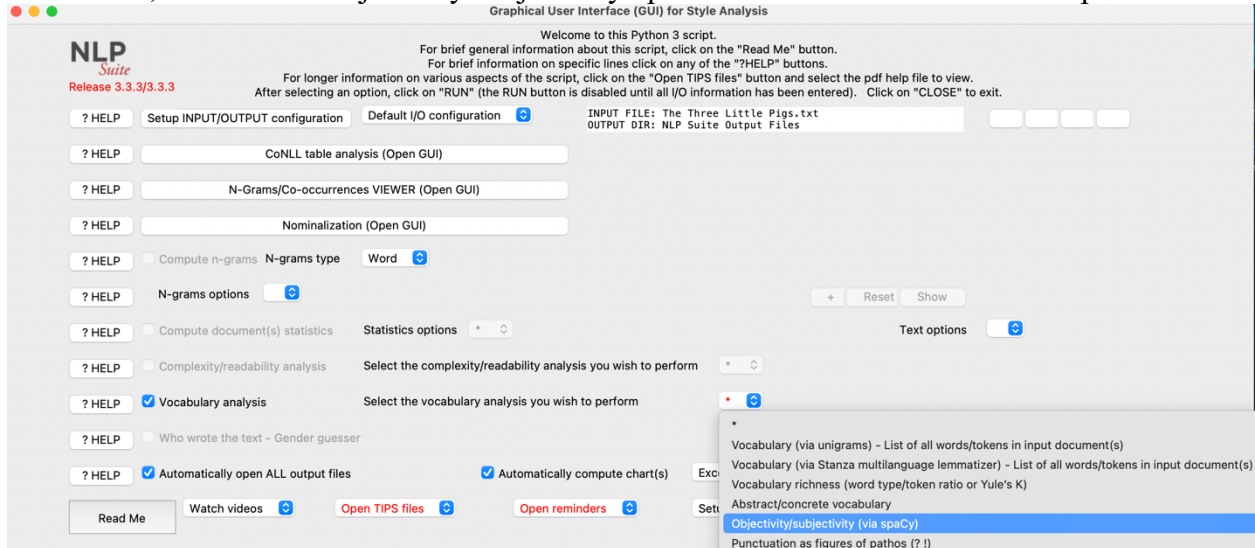 Graphical User Interface (GUI) for Style Analysis
NLP
Suite
Release 3.3.3/3.3.3
Welcome to this Python 3 script.
For brief general information about this script, click on the "Read Me" button.
For brief information on specific lines click on any of the "?HELP" buttons.
For longer information on various aspects of the script, click on the "Open TIPS files" button and select the pdf help file to view.
After selecting an option, click on "RUN" (the RUN button is disabled until all I/O information has been entered). Click on "CLOSE" to exit.
? HELP Setup INPUT/OUTPUT configuration Default I/O configuration INPUT FILE: The Three Little Pigs.txt
OUTPUT DIR: NLP Suite Output Files
? HELP CoNLL table analysis (Open GUI)
? HELP N-Grams/Co-occurrences VIEWER (Open GUI)
? HELP Nominalization (Open GUI)
? HELP Compute n-grams N-grams type Word
? HELP N-grams options + Reset Show
? HELP Compute document(s) statistics Statistics options * Text options
? HELP Complexity/readability analysis Select the complexity/readability analysis you wish to perform *
? HELP Vocabulary analysis Select the vocabulary analysis you wish to perform *
*
? HELP Who wrote the text - Gender guesser
Vocabulary (via unigrams) - List of all words/tokens in input document(s)
Vocabulary (via Stanza multilanguage lemmatizer) - List of all words/tokens in input document(s)
? HELP Automatically open ALL output files Automatically compute chart(s) Exc
Vocabulary richness (word type/token ratio or Yule's K)
Abstract/concrete vocabulary
Read Me Watch videos Open TIPS files Open reminders Setu
Objectivity/subjectivity (via spaCy)
Punctuation as figures of pathos (? !)